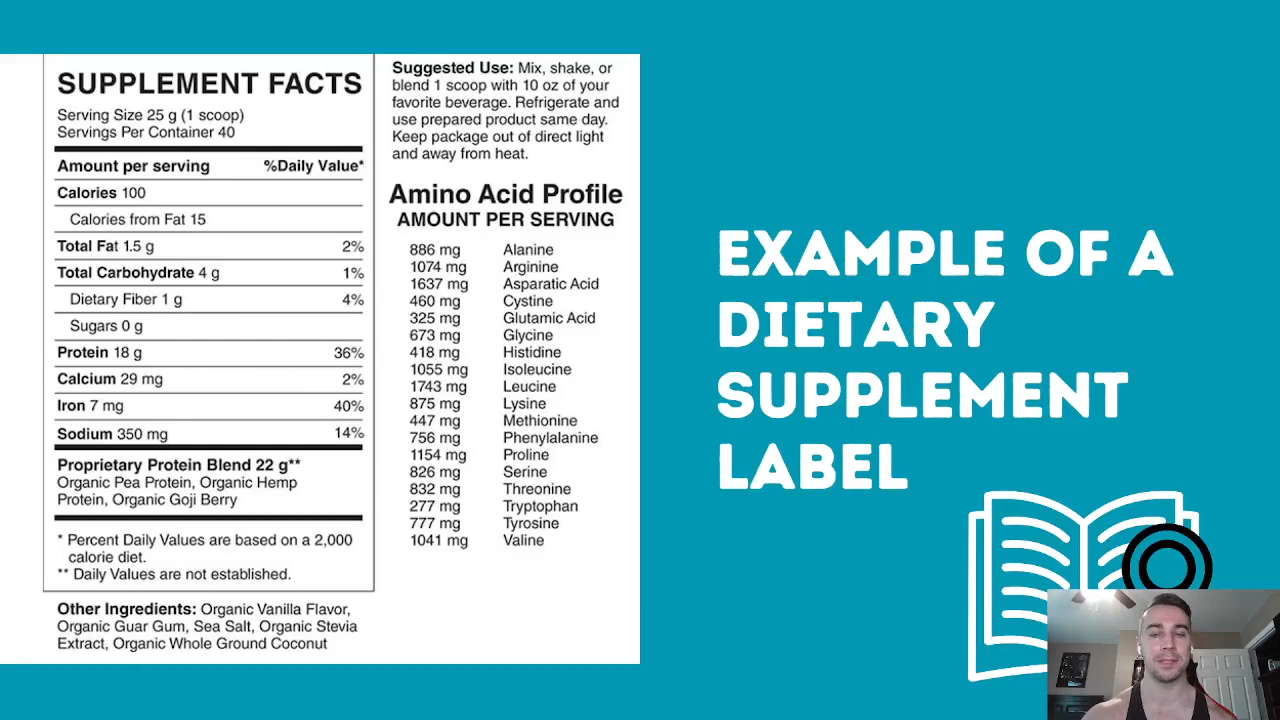 SUPPLEMENT FACTS
Serving Size 25 g (1 scoop)
Servings Per Container 40
Amount per serving %Daily Value*
Calories 100
Calories from Fat 15
Total Fat 1.5 g 2%
Total Carbohydrate 4 g 1%
Dietary Fiber 1 g 4%
Sugars 0 g
Protein 18 g 36%
Calcium 29 mg 2%
Iron 7 mg 40%
Sodium 350 mg 14%
Proprietary Protein Blend 22 g**
Organic Pea Protein, Organic Hemp
Protein, Organic Goji Berry
* Percent Daily Values are based on a 2,000
calorie diet.
** Daily Values are not established.
Other Ingredients: Organic Vanilla Flavor,
Organic Guar Gum, Sea Salt, Organic Stevia
Extract, Organic Whole Ground Coconut
Suggested Use: Mix, shake, or
blend 1 scoop with 10 oz of your
favorite beverage. Refrigerate and
use prepared product same day.
Keep package out of direct light
and away from heat.
Amino Acid Profile
AMOUNT PER SERVING
886 mg Alanine
1074 mg Arginine
1637 mg Asparatic Acid
460 mg Cystine
325 mg Glutamic Acid
673 mg Glycine
418 mg Histidine
1055 mg Isoleucine
1743 mg Leucine
875 mg Lysine
447 mg Methionine
756 mg Phenylalanine
1154 mg Proline
826 mg Serine
832 mg Threonine
277 mg Tryptophan
777 mg Tyrosine
1041 mg Valine
EXAMPLE OF A
DIETARY
SUPPLEMENT
LABEL